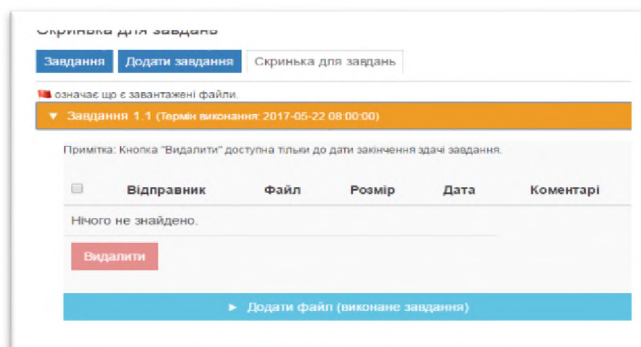 Скринька для завдань
Завдання Додати завдання Скринька для завдань
означає що є завантажені файли.
▼ Завдання 1.1 (Термін виконання: 2017-05-22 08:00:00)
Примітка: Кнопка "Видалити" доступна тільки до дати закінчення здачі завдання.
Відправник Файл Розмір Дата Коментарі
Нічого не знайдено.
Видалити
► Додати файл (виконане завдання)